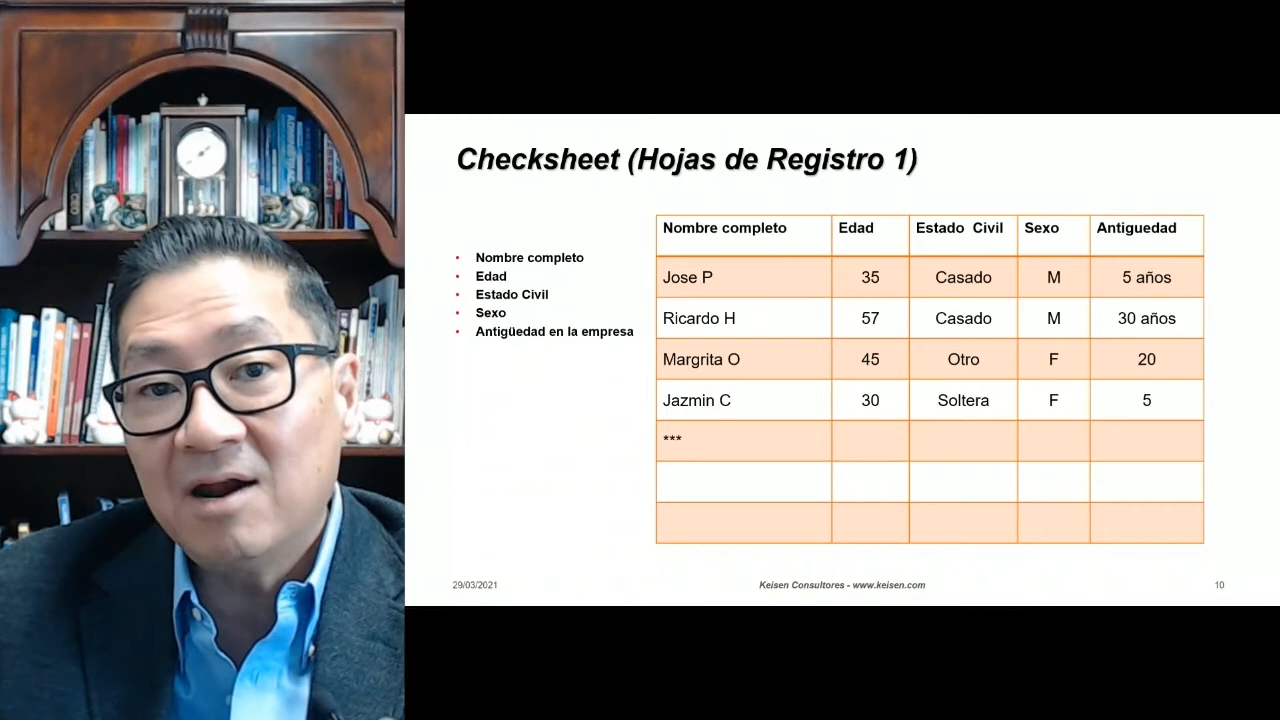 Checksheet (Hojas de Registro 1)
• Nombre completo
• Edad
• Estado Civil
• Sexo
• Antigüedad en la empresa
Nombre completo Edad Estado Civil Sexo Antiguedad
Jose P 35 Casado M 5 años
Ricardo H 57 Casado M 30 años
Margrita O 45 Otro F 20
Jazmin C 30 Soltera F 5
***
29/03/2021 Keisen Consultores - www.keisen.com 10